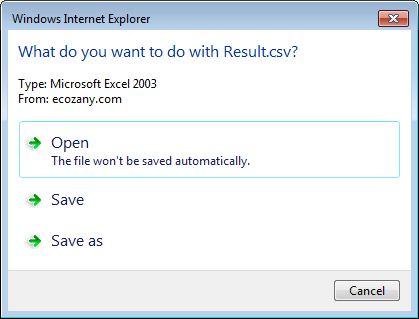 Windows Internet Explorer
What do you want to do with Result.csv?
Type: Microsoft Excel 2003
From: ecozany.com
Open
The file won't be saved automatically.
Save
Save as
Cancel